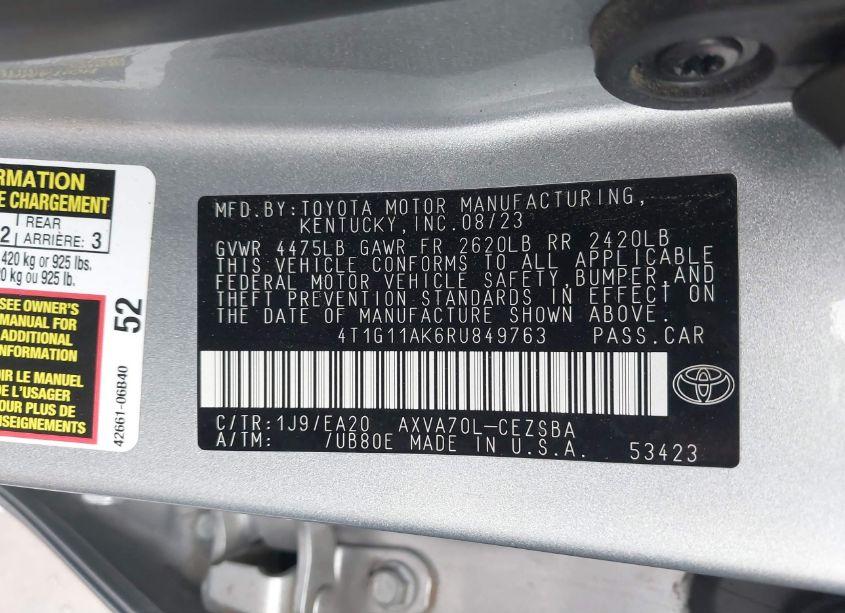 RMATION
E CHARGEMENT
2 REAR 3
ARRIÈRE:
420 kg or 925 lbs.
0 kg ou 925 lb.
SEE OWNER'S
MANUAL FOR
ADDITIONAL
INFORMATION
OIR LE MANUEL
DE L'USAGER
POUR PLUS DE
SEIGNEMENTS
52
42661-06B40
MFD.BY:TOYOTA MOTOR MANUFACTURING,
KENTUCKY, INC. 08/23
GVWR 4475LB GAWR FR 2620LB RR 2420LB
THIS VEHICLE CONFORMS TO ALL APPLICABLE
FEDERAL MOTOR VEHICLE SAFETY,BUMPER,AND
THEFT PREVENTION STANDARDS IN EFFECT ON
THE DATE OF MANUFACTURE SHOWN ABOVE.
4T1G11AK6RU849763 PASS.CAR
C/TR:1J9/EA20 AXVA70L-CEZSBA
A/TM: /UB80E MADE IN U.S.A.
53423